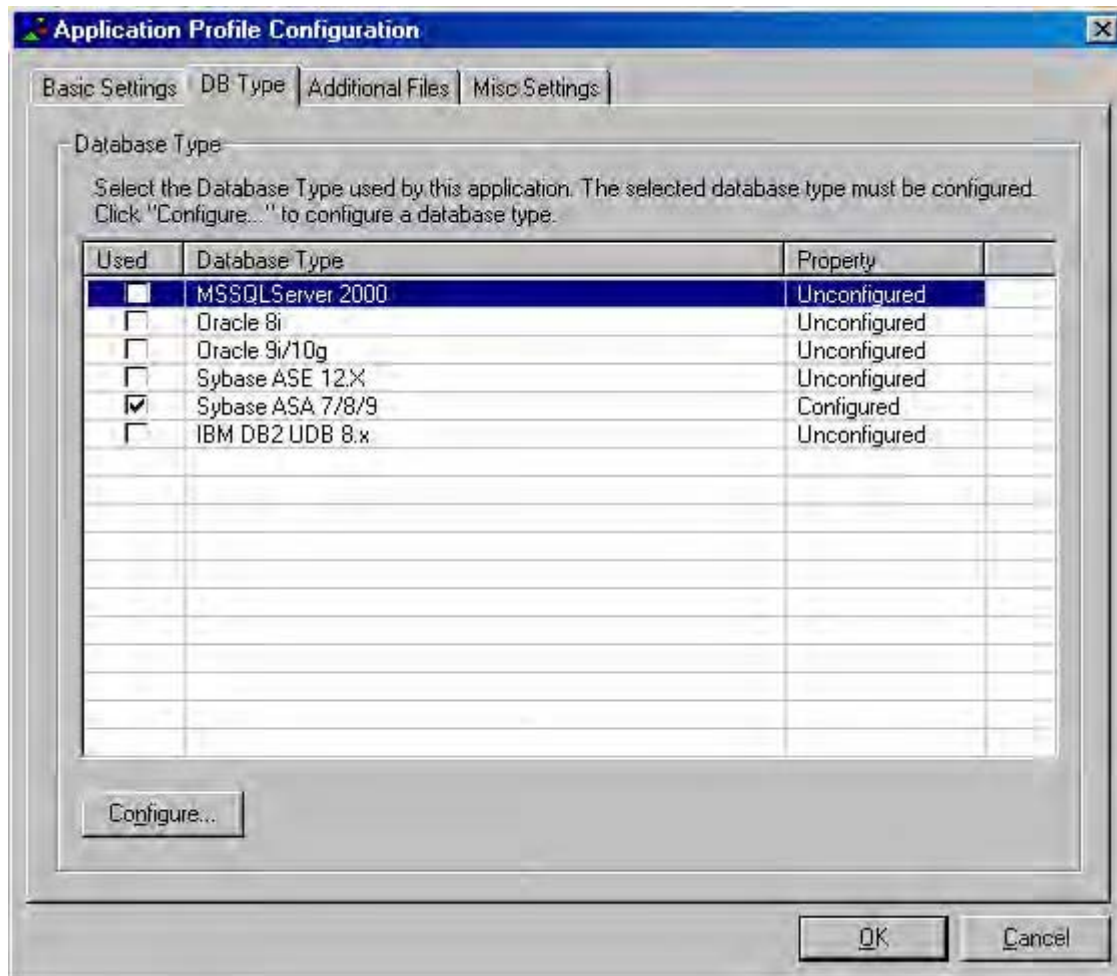 Application Profile Configuration
Basic Settings DB Type Additional Files Misc Settings
Database Type
Select the Database Type used by this application. The selected database type must be configured.
Click "Configure..." to configure a database type.
Used Database Type Property
MSSQLServer 2000 Unconfigured
Oracle 8i Unconfigured
Oracle 9i/10g Unconfigured
Sybase ASE 12.X Unconfigured
Sybase ASA 7/8/9 Configured
IBM DB2 UDB 8.x Unconfigured
Configure...
OK Cancel